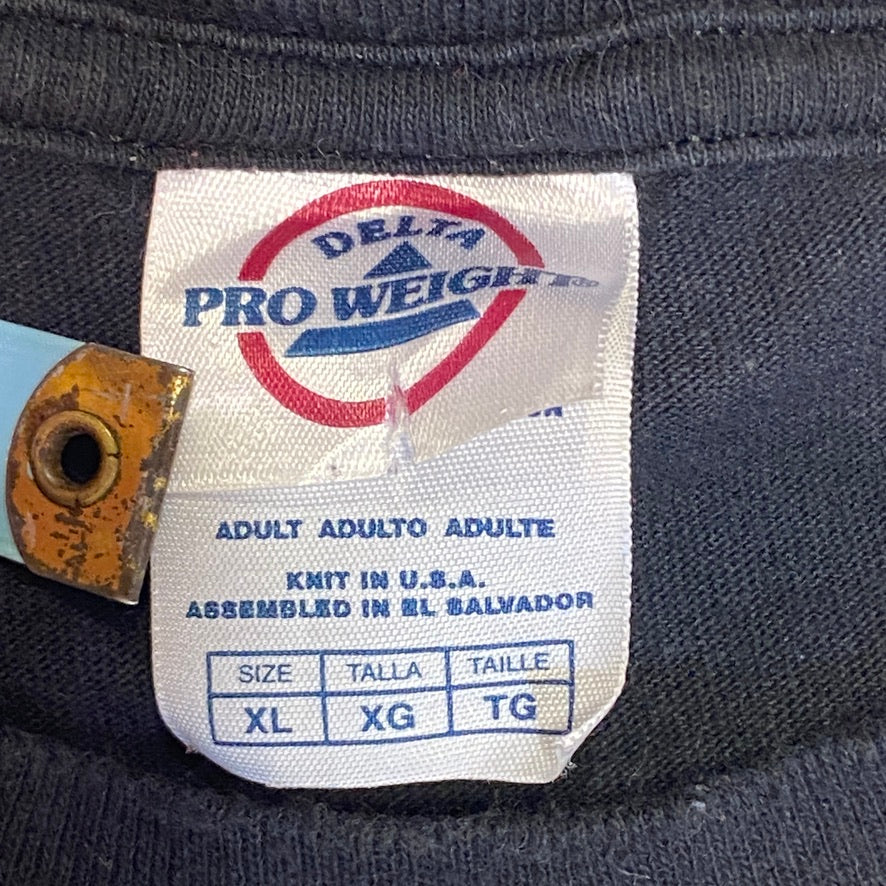 DELTA
PRO WEIGHT®
ADULT ADULTO ADULTE
KNIT IN U.S.A.
ASSEMBLED IN EL SALVADOR
SIZE TALLA TAILLE
XL XG TG